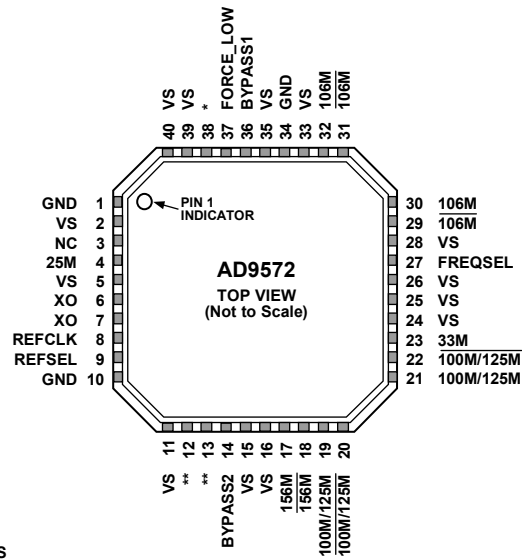 40 VS
39 VS
38 *
37 FORCE_LOW
36 BYPASS1
35 VS
34 GND
33 VS
32 106M
31 106M
GND 1
VS 2
NC 3
25M 4
VS 5
XO 6
XO 7
REFCLK 8
REFSEL 9
GND 10
PIN 1
INDICATOR
AD9572
TOP VIEW
(Not to Scale)
30 106M
29 106M
28 VS
27 FREQSEL
26 VS
25 VS
24 VS
23 33M
22 100M/125M
21 100M/125M
VS 11
** 12
** 13
BYPASS2 14
VS 15
VS 16
156M 17
156M 18
100M/125M 19
100M/125M 20
S